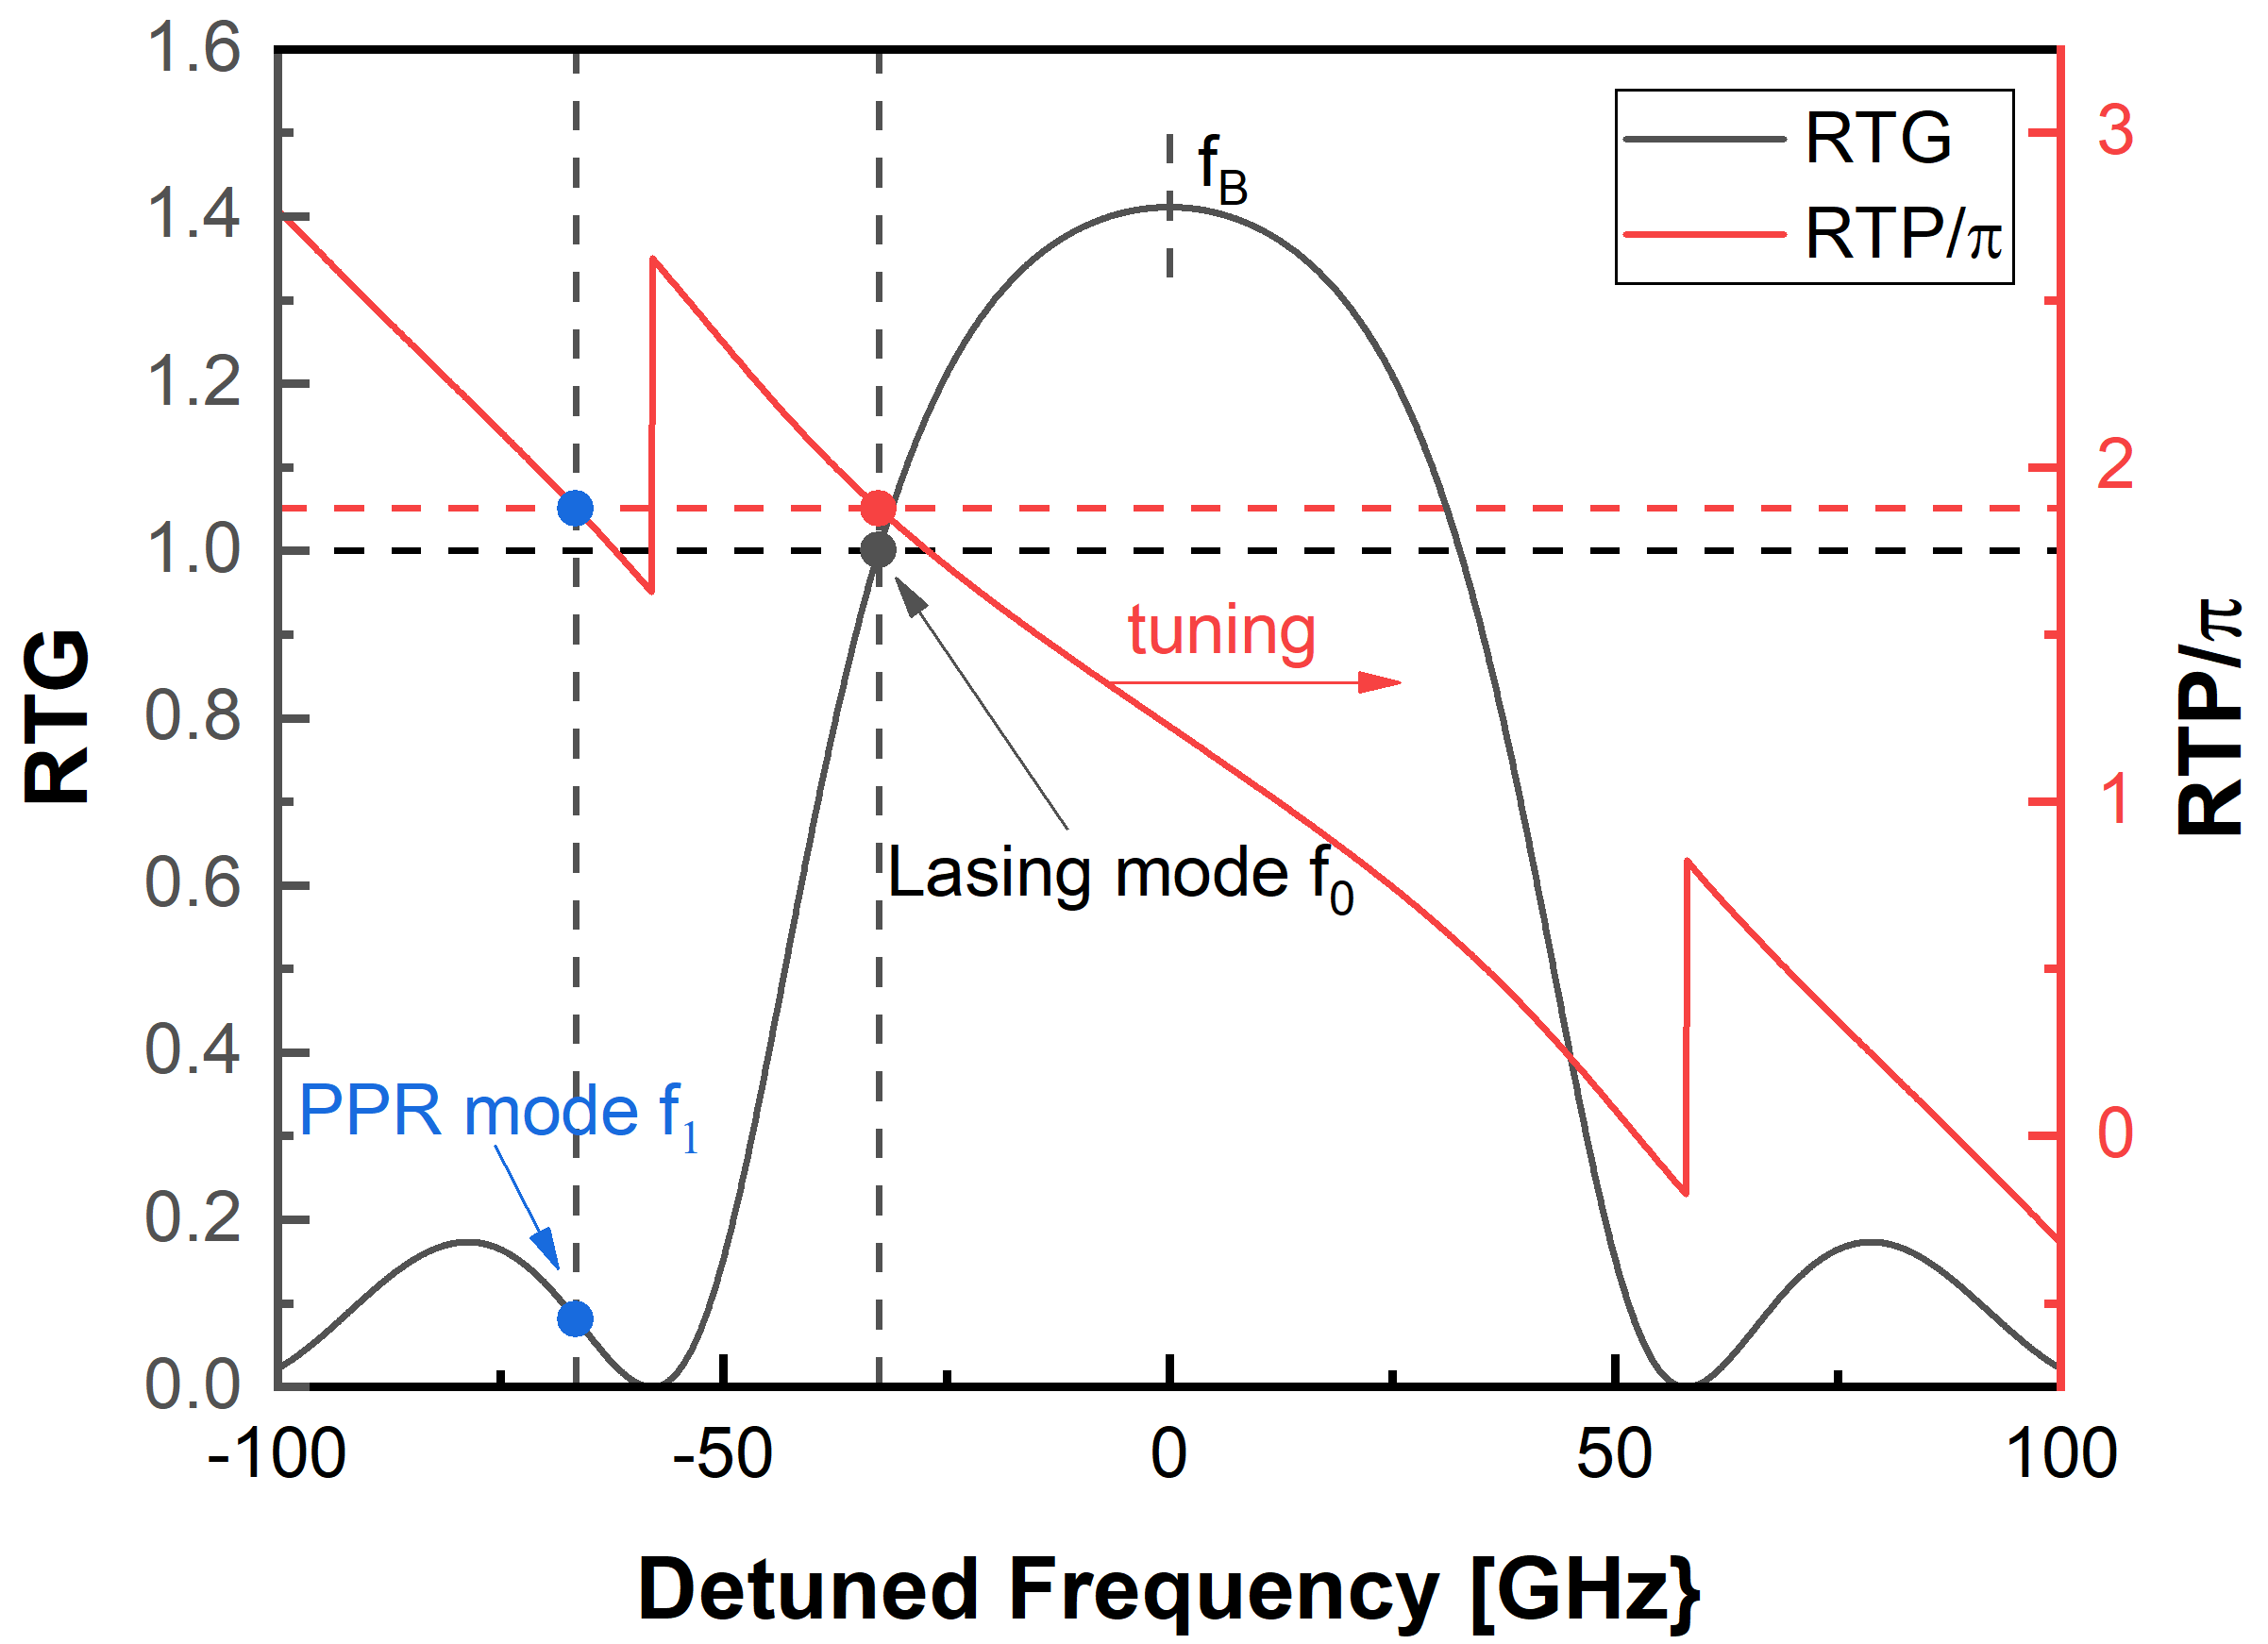 1.6
1.4
1.2
1.0
0.8
0.6
0.4
0.2
0.0
RTG
f_B
RTG
RTP/π
3
2
1
0
RTP/π
tuning
Lasing mode f_0
PPR mode f_1
-100
-50
0
50
100
Detuned Frequency [GHz}